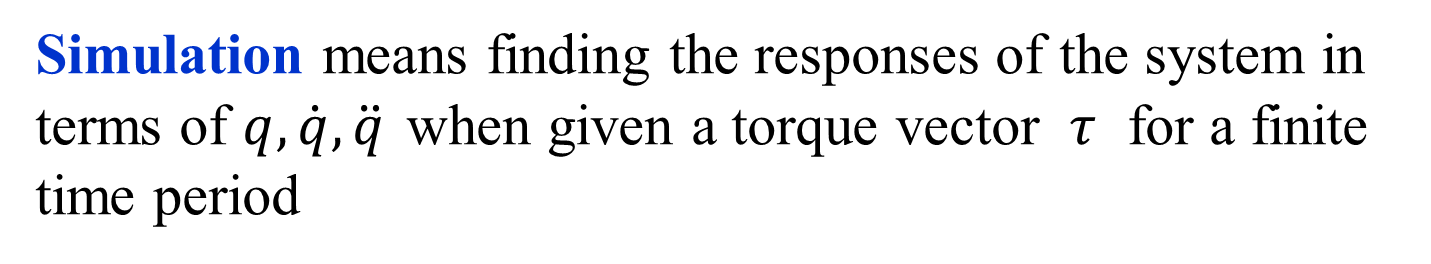 Simulation means finding the responses of the system in
terms of q, q̇, q̈ when given a torque vector τ for a finite
time period